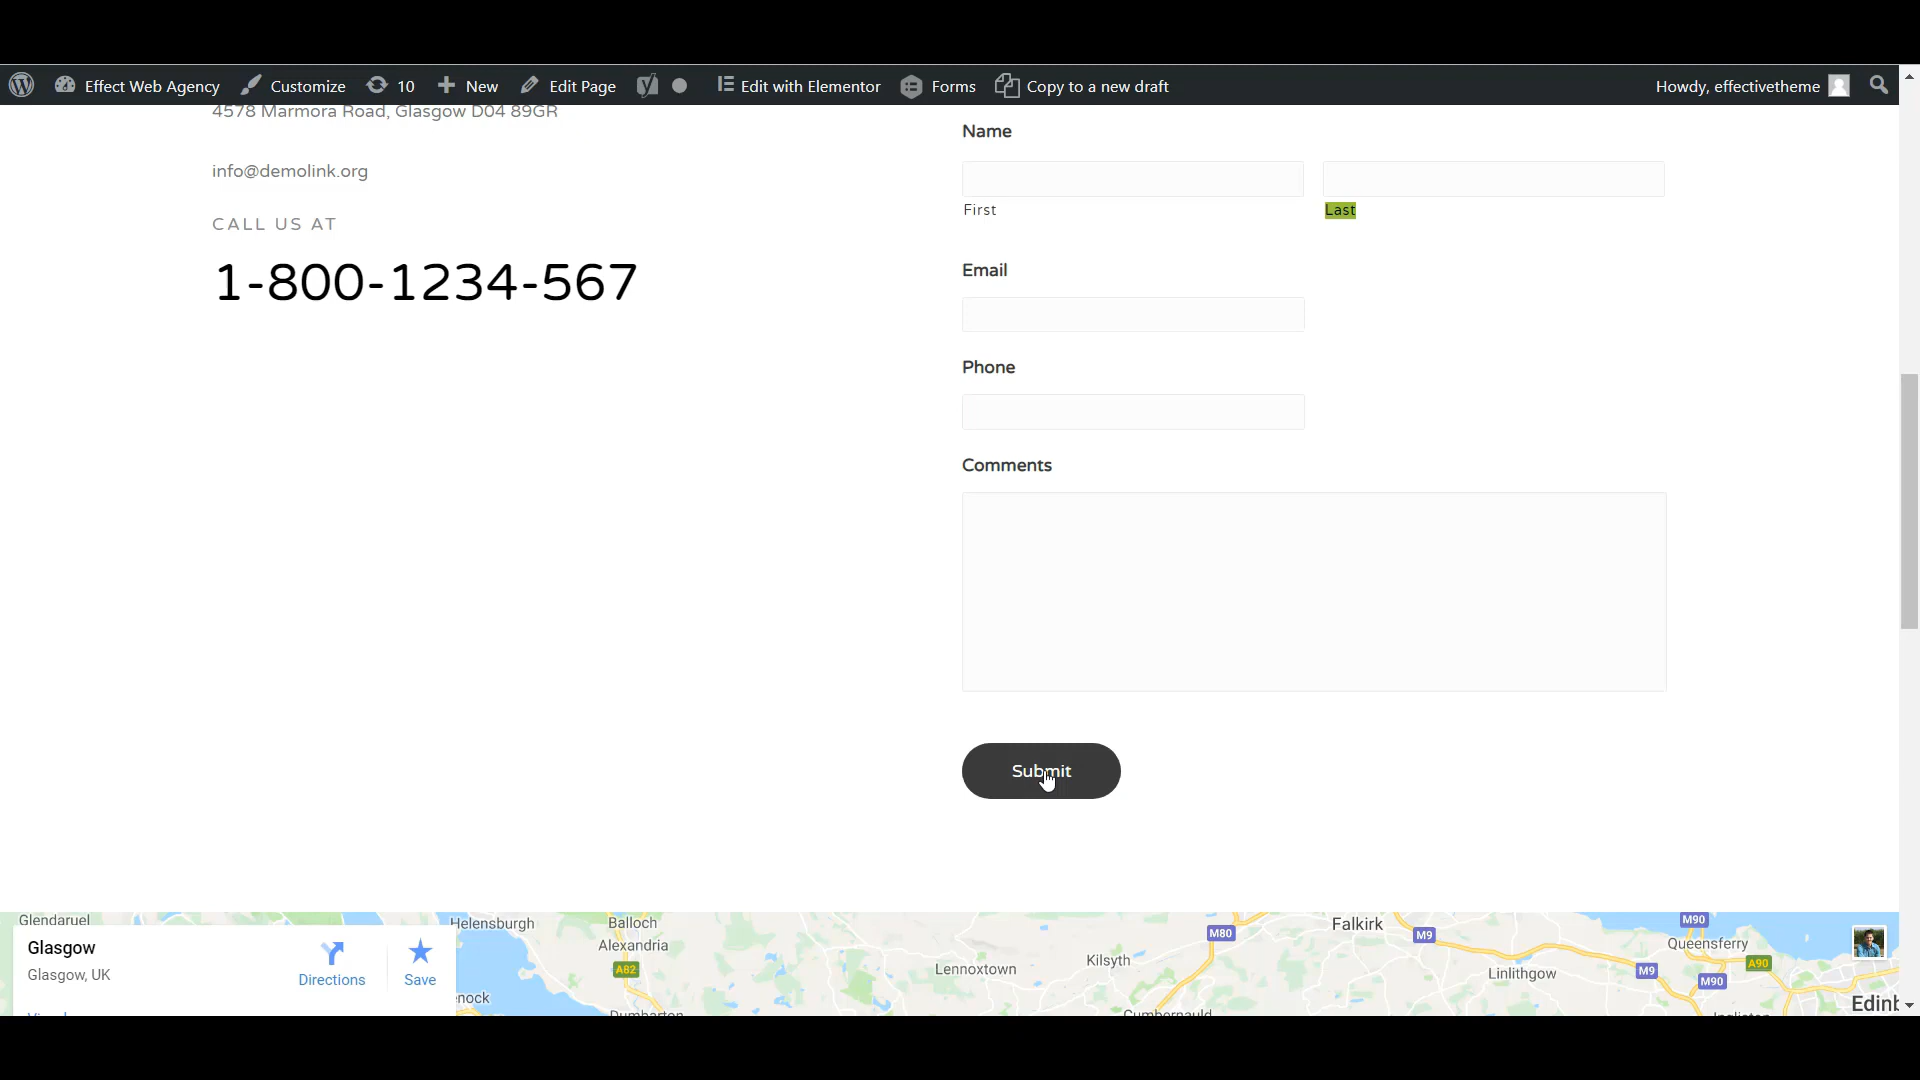 Effect Web Agency Customize 10 New Edit Page Edit with Elementor Forms Copy to a new draft Howdy, effectivetheme
4578 Marmora Road, Glasgow D04 89GR
info@demolink.org
CALL US AT
1-800-1234-567
Name
First Last
Email
Phone
Comments
Submit
Glendaruel
Glasgow
Glasgow, UK
Directions
Save
Helensburgh
Balloch
Alexandria
A82
Dumbarton
Lennoxtown
Kilsyth
Cumbernauld
M80
Falkirk
M9
Linlithgow
M9
M90
Queensferry
A90
M90